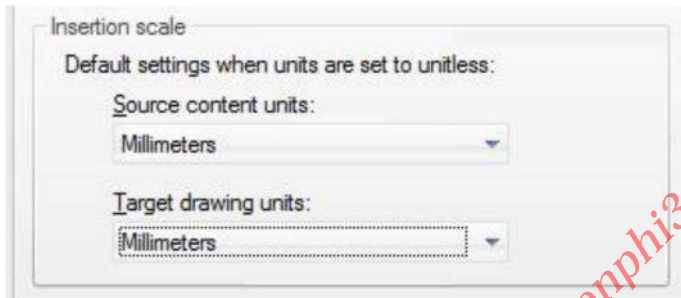 Insertion scale
Default settings when units are set to unitless:
Source content units:
Millimeters
Target drawing units:
Millimeters